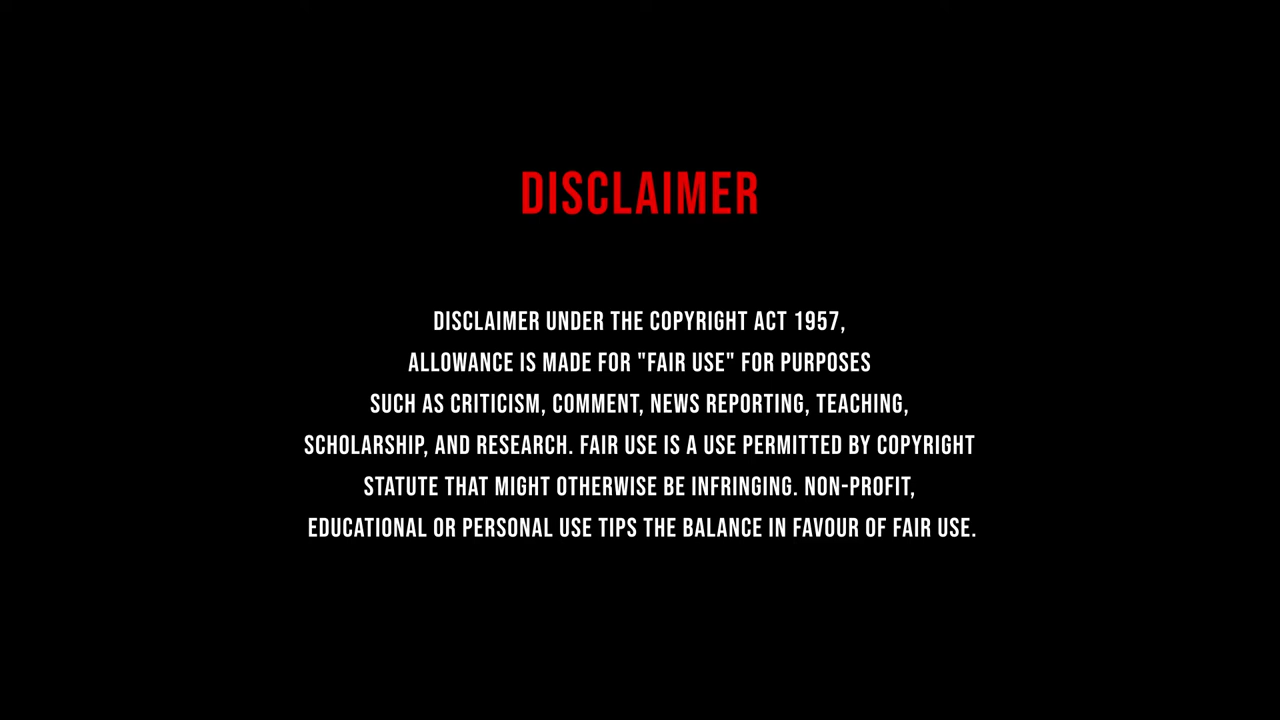 DISCLAIMER
DISCLAIMER UNDER THE COPYRIGHT ACT 1957,
ALLOWANCE IS MADE FOR "FAIR USE" FOR PURPOSES
SUCH AS CRITICISM, COMMENT, NEWS REPORTING, TEACHING,
SCHOLARSHIP, AND RESEARCH. FAIR USE IS A USE PERMITTED BY COPYRIGHT
STATUTE THAT MIGHT OTHERWISE BE INFRINGING. NON-PROFIT,
EDUCATIONAL OR PERSONAL USE TIPS THE BALANCE IN FAVOUR OF FAIR USE.